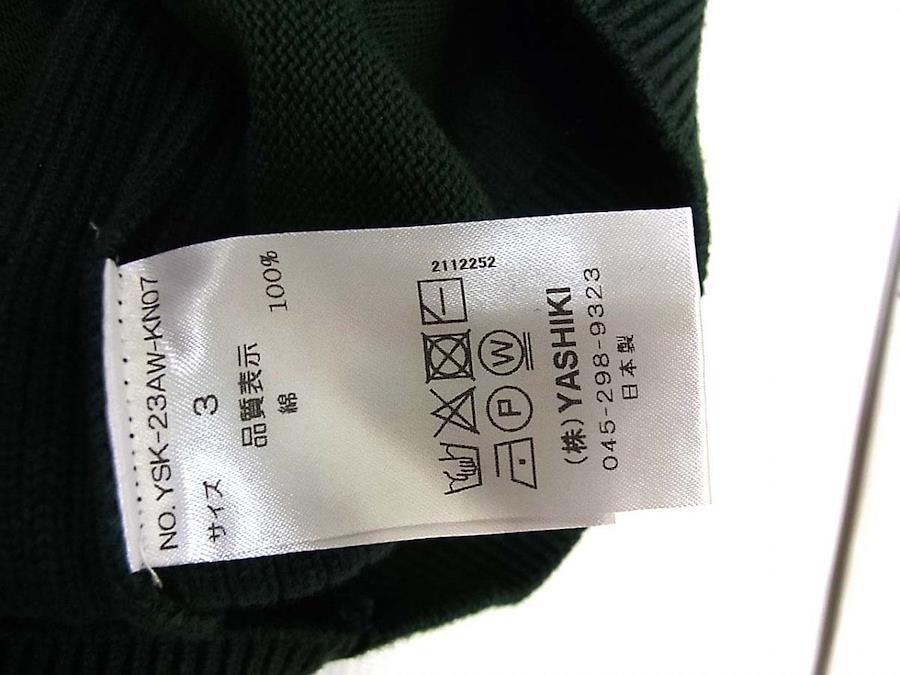 NO. YSK-23AW-KN07
サイズ 3
品質表示
綿 100%
2112252
W
P
(株) YASHIKI
045-298-9323
日本製